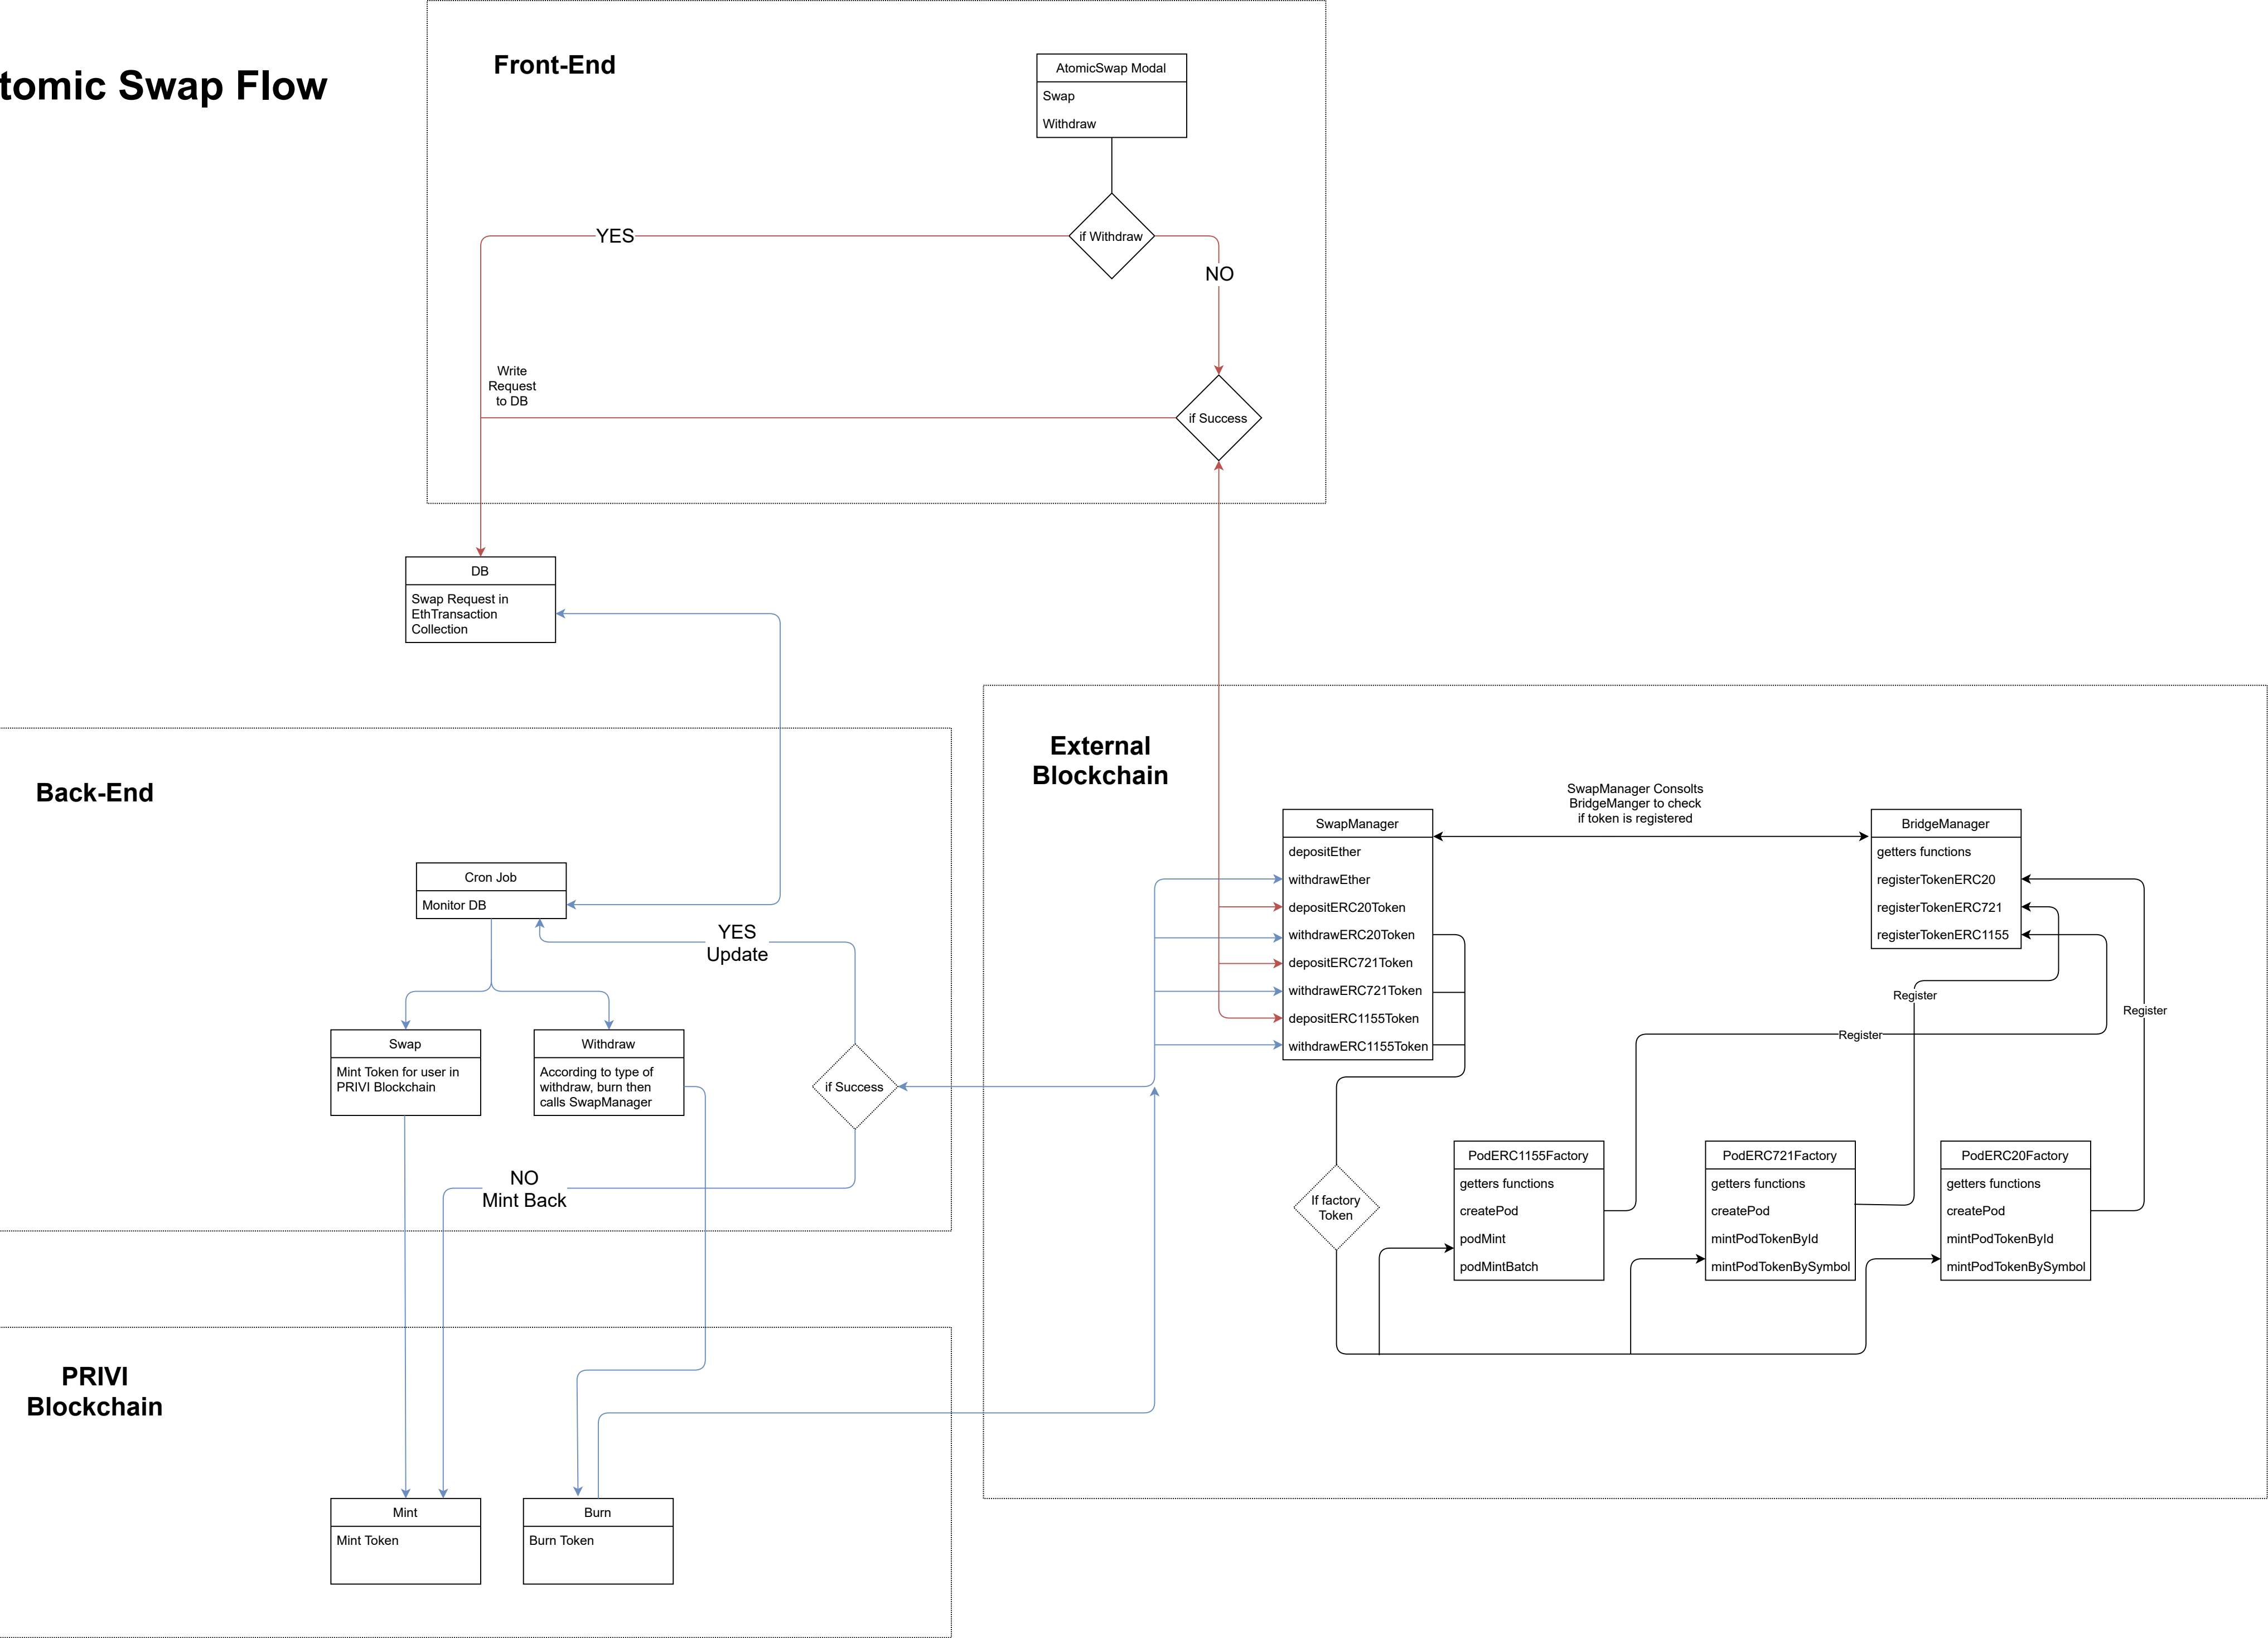 tomic Swap Flow
Front-End
AtomicSwap Modal
Swap
Withdraw
if Withdraw
YES
NO
Write
Request
to DB
if Success
DB
Swap Request in
EthTransaction
Collection
Back-End
Cron Job
Monitor DB
YES
Update
Swap
Mint Token for user in
PRIVI Blockchain
Withdraw
According to type of
withdraw, burn then
calls SwapManager
if Success
NO
Mint Back
PRIVI
Blockchain
Mint
Mint Token
Burn
Burn Token
External
Blockchain
SwapManager Consolts
BridgeManger to check
if token is registered
SwapManager
depositEther
withdrawEther
depositERC20Token
withdrawERC20Token
depositERC721Token
withdrawERC721Token
depositERC1155Token
withdrawERC1155Token
BridgeManager
getters functions
registerTokenERC20
registerTokenERC721
registerTokenERC1155
Register
Register
Register
If factory
Token
PodERC1155Factory
getters functions
createPod
podMint
podMintBatch
PodERC721Factory
getters functions
createPod
mintPodTokenById
mintPodTokenBySymbol
PodERC20Factory
getters functions
createPod
mintPodTokenById
mintPodTokenBySymbol